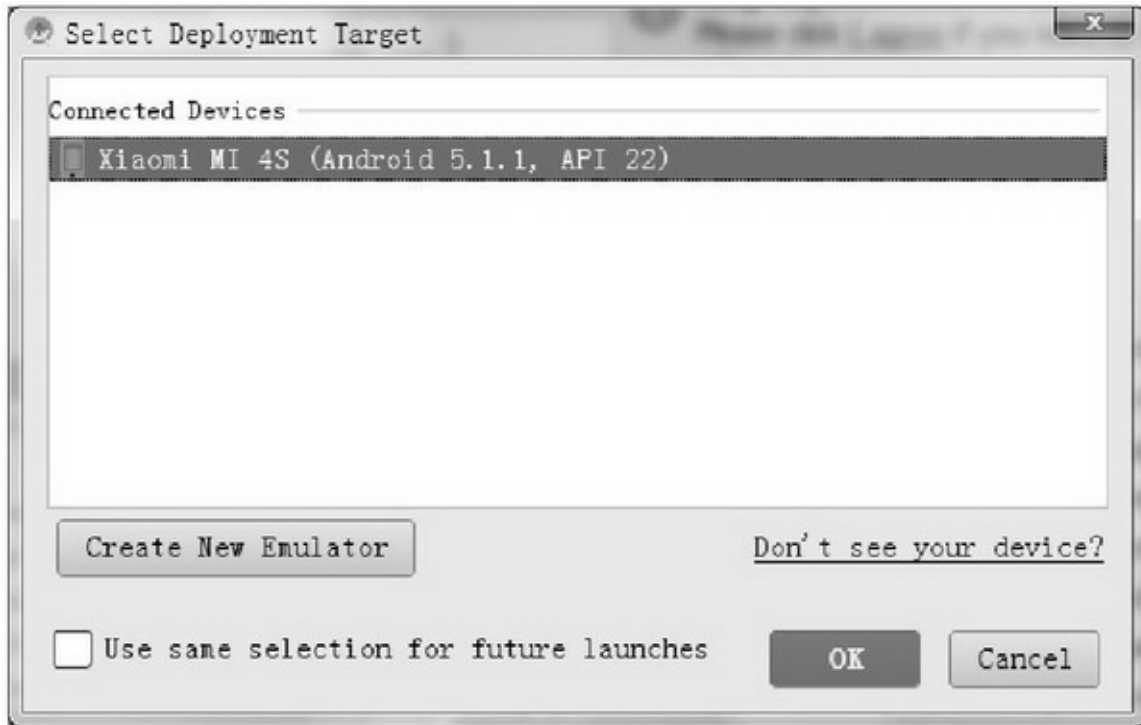 Select Deployment Target
Connected Devices
Xiaomi MI 4S (Android 5.1.1, API 22)
Create New Emulator
Don't see your device?
Use same selection for future launches
OK
Cancel